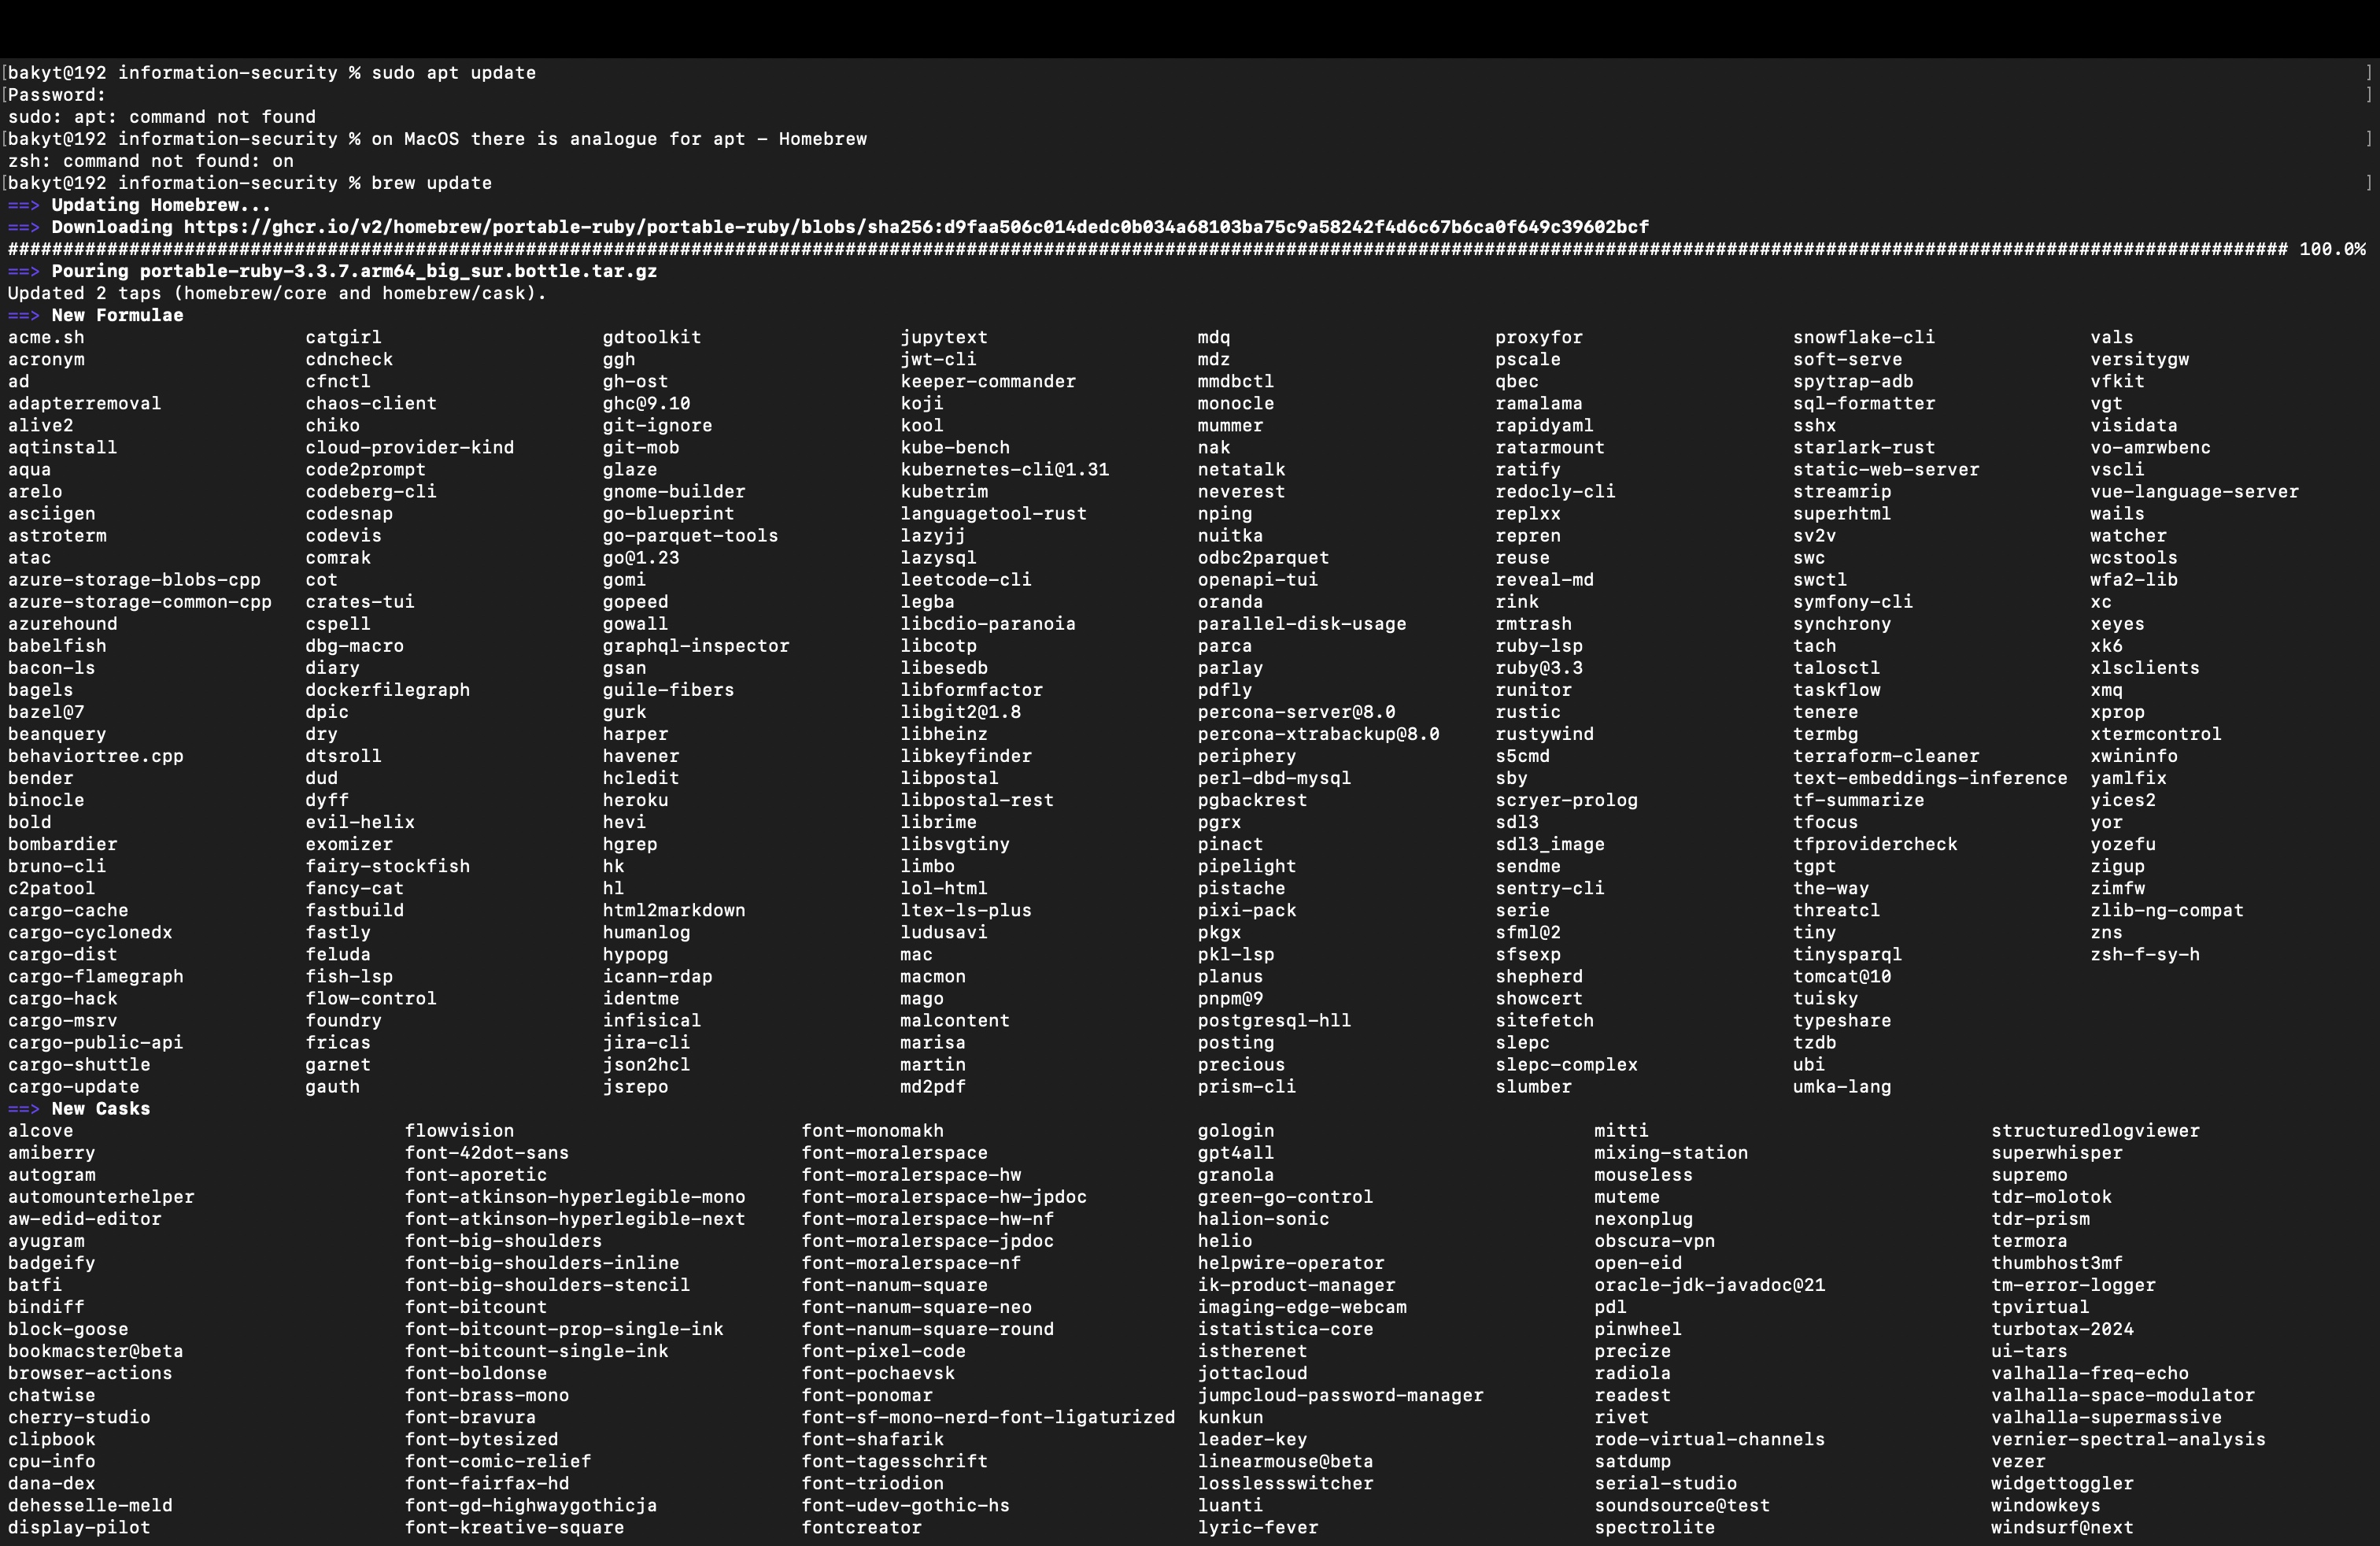 [bakyt@192 information-security % sudo apt update ]
[Password: ]
sudo: apt: command not found
[bakyt@192 information-security % on MacOS there is analogue for apt - Homebrew ]
zsh: command not found: on
[bakyt@192 information-security % brew update ]
==> Updating Homebrew...
==> Downloading https://ghcr.io/v2/homebrew/portable-ruby/portable-ruby/blobs/sha256:d9faa506c014dedc0b034a68103ba75c9a58242f4d6c67b6ca0f649c39602bcf
################################################################################################################################################################################################################ 100.0%
==> Pouring portable-ruby-3.3.7.arm64_big_sur.bottle.tar.gz
Updated 2 taps (homebrew/core and homebrew/cask).
==> New Formulae
acme.sh catgirl gdtoolkit jupytext mdq proxyfor snowflake-cli vals
acronym cdncheck ggh jwt-cli mdz pscale soft-serve versitygw
ad cfnctl gh-ost keeper-commander mmdbctl qbec spytrap-adb vfkit
adapterremoval chaos-client ghc@9.10 koji monocle ramalama sql-formatter vgt
alive2 chiko git-ignore kool mummer rapidyaml sshx visidata
aqtinstall cloud-provider-kind git-mob kube-bench nak ratarmount starlark-rust vo-amrwbenc
aqua code2prompt glaze kubernetes-cli@1.31 netatalk ratify static-web-server vscli
arelo codeberg-cli gnome-builder kubetrim neverest redocly-cli streamrip vue-language-server
asciigen codesnap go-blueprint languagetool-rust nping replxx superhtml wails
astroterm codevis go-parquet-tools lazyjj nuitka repren sv2v watcher
atac comrak go@1.23 lazysql odbc2parquet reuse swc wcstools
azure-storage-blobs-cpp cot gomi leetcode-cli openapi-tui reveal-md swctl wfa2-lib
azure-storage-common-cpp crates-tui gopeed legba oranda rink symfony-cli xc
azurehound cspell gowall libcdio-paranoia parallel-disk-usage rmtrash synchrony xeyes
babelfish dbg-macro graphql-inspector libcotp parca ruby-lsp tach xk6
bacon-ls diary gsan libesedb parlay ruby@3.3 talosctl xlsclients
bagels dockerfilegraph guile-fibers libformfactor pdfly runitor taskflow xmq
bazel@7 dpic gurk libgit2@1.8 percona-server@8.0 rustic tenere xprop
beanquery dry harper libheinz percona-xtrabackup@8.0 rustywind termbg xtermcontrol
behaviortree.cpp dtsroll havener libkeyfinder periphery s5cmd terraform-cleaner xwininfo
bender dud hcledit libpostal perl-dbd-mysql sby text-embeddings-inference yamlfix
binocle dyff heroku libpostal-rest pgbackrest scryer-prolog tf-summarize yices2
bold evil-helix hevi librime pgrx sdl3 tfocus yor
bombardier exomizer hgrep libsvgtiny pinact sdl3_image tfprovidercheck yozefu
bruno-cli fairy-stockfish hk limbo pipelight sendme tgpt zigup
c2patool fancy-cat hl lol-html pistache sentry-cli the-way zimfw
cargo-cache fastbuild html2markdown ltex-ls-plus pixi-pack serie threatcl zlib-ng-compat
cargo-cyclonedx fastly humanlog ludusavi pkgx sfml@2 tiny zns
cargo-dist feluda hypopg mac pkl-lsp sfsexp tinysparql zsh-f-sy-h
cargo-flamegraph fish-lsp icann-rdap macmon planus shepherd tomcat@10
cargo-hack flow-control identme mago pnpm@9 showcert tuisky
cargo-msrv foundry infisical malcontent postgresql-hll sitefetch typeshare
cargo-public-api fricas jira-cli marisa posting slepc tzdb
cargo-shuttle garnet json2hcl martin precious slepc-complex ubi
cargo-update gauth jsrepo md2pdf prism-cli slumber umka-lang
==> New Casks
alcove flowvision font-monomakh gologin mitti structuredlogviewer
amiberry font-42dot-sans font-moralerspace gpt4all mixing-station superwhisper
autogram font-aporetic font-moralerspace-hw granola mouseless supremo
automounterhelper font-atkinson-hyperlegible-mono font-moralerspace-hw-jpdoc green-go-control muteme tdr-molotok
aw-edid-editor font-atkinson-hyperlegible-next font-moralerspace-hw-nf halion-sonic nexonplug tdr-prism
ayugram font-big-shoulders font-moralerspace-jpdoc helio obscura-vpn termora
badgeify font-big-shoulders-inline font-moralerspace-nf helpwire-operator open-eid thumbhost3mf
batfi font-big-shoulders-stencil font-nanum-square ik-product-manager oracle-jdk-javadoc@21 tm-error-logger
bindiff font-bitcount font-nanum-square-neo imaging-edge-webcam pdl tpvirtual
block-goose font-bitcount-prop-single-ink font-nanum-square-round istatistica-core pinwheel turbotax-2024
bookmacster@beta font-bitcount-single-ink font-pixel-code istherenet precize ui-tars
browser-actions font-boldonse font-pochaevsk jottacloud radiola valhalla-freq-echo
chatwise font-brass-mono font-ponomar jumpcloud-password-manager readest valhalla-space-modulator
cherry-studio font-bravura font-sf-mono-nerd-font-ligaturized kunkun rivet valhalla-supermassive
clipbook font-bytesized font-shafarik leader-key rode-virtual-channels vernier-spectral-analysis
cpu-info font-comic-relief font-tagesschrift linearmouse@beta satdump vezer
dana-dex font-fairfax-hd font-triodion losslessswitcher serial-studio widgettoggler
dehesselle-meld font-gd-highwaygothicja font-udev-gothic-hs luanti soundsource@test windowkeys
display-pilot font-kreative-square fontcreator lyric-fever spectrolite windsurf@next